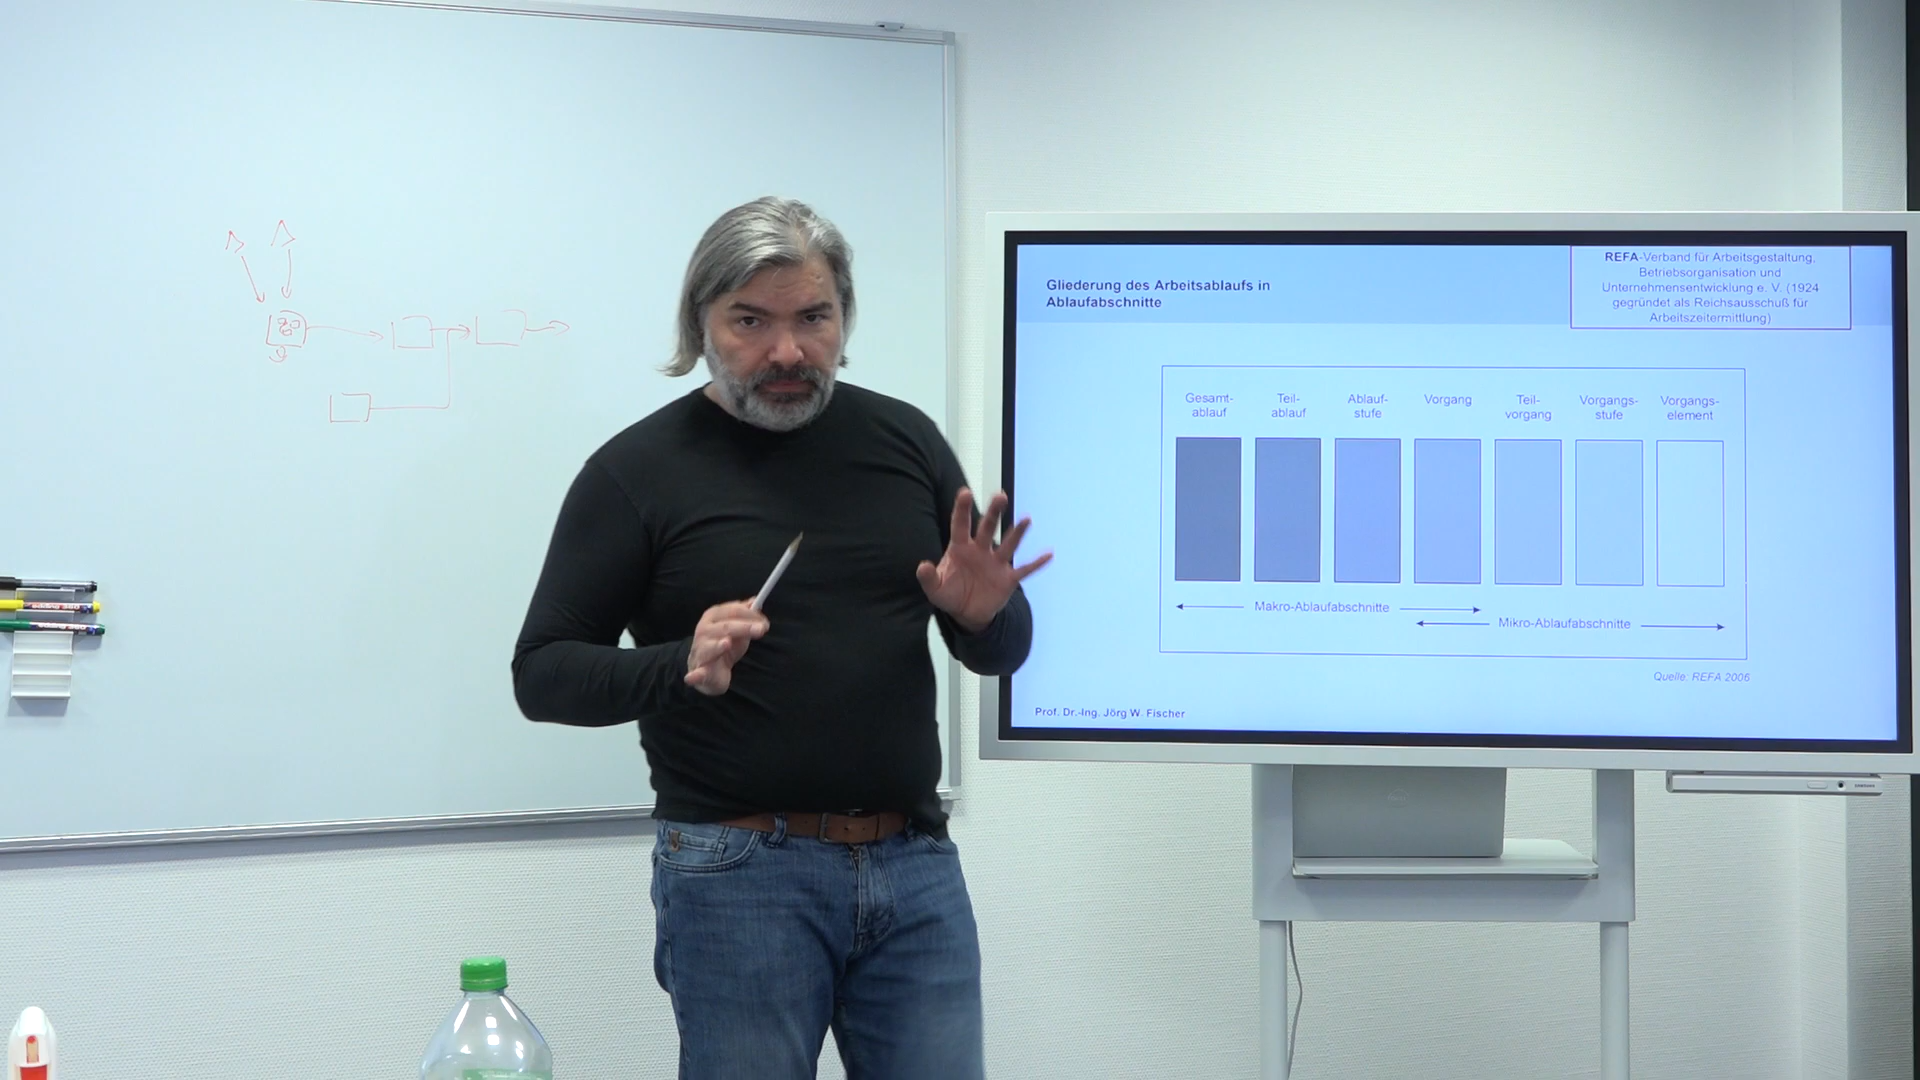 Gliederung des Arbeitsablaufs in
Ablaufabschnitte
REFA-Verband für Arbeitsgestaltung,
Betriebsorganisation und
Unternehmensentwicklung e. V. (1924
gegründet als Reichsausschuß für
Arbeitszeitermittlung)
Gesamt-
ablauf
Teil-
ablauf
Ablauf-
stufe
Vorgang
Teil-
vorgang
Vorgangs-
stufe
Vorgangs-
element
Makro-Ablaufabschnitte
Mikro-Ablaufabschnitte
Quelle: REFA 2006
Prof. Dr.-Ing. Jörg W. Fischer